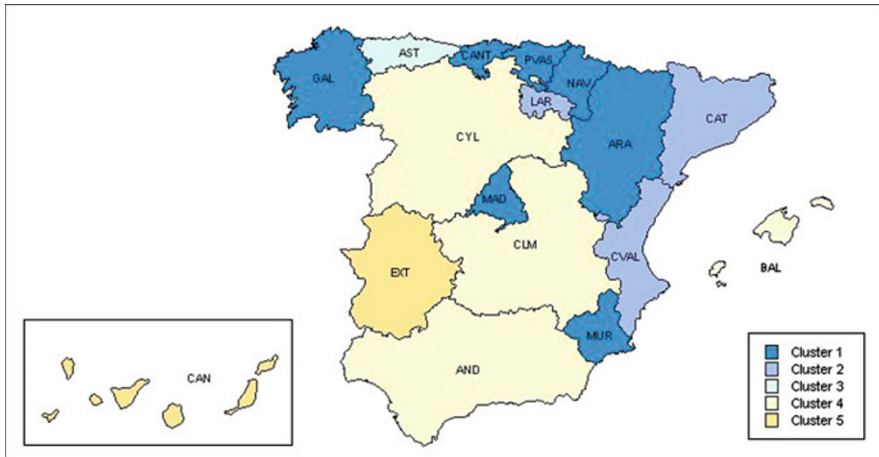 AST
CANT
PVAS
GAL
NAV
LAR
CAT
CYL
ARA
MAD
CLM
CVAL
BAL
EXT
MUR
AND
CAN
Cluster 1
Cluster 2
Cluster 3
Cluster 4
Cluster 5